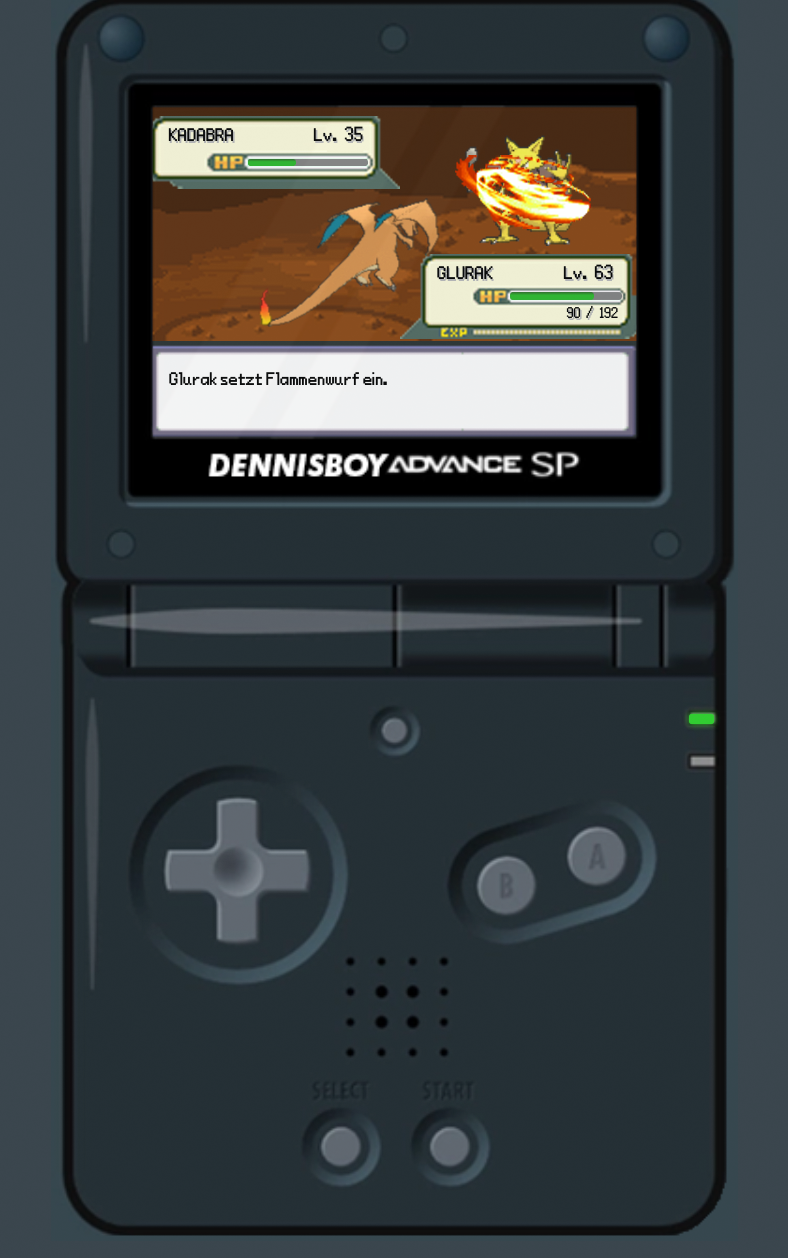 KADABRA Lv. 35
HP
GLURAK Lv. 63
HP
90 / 192
EXP
Glurak setzt Flammenwurf ein.
DENNISBOY ADVANCE SP
B A
SELECT START